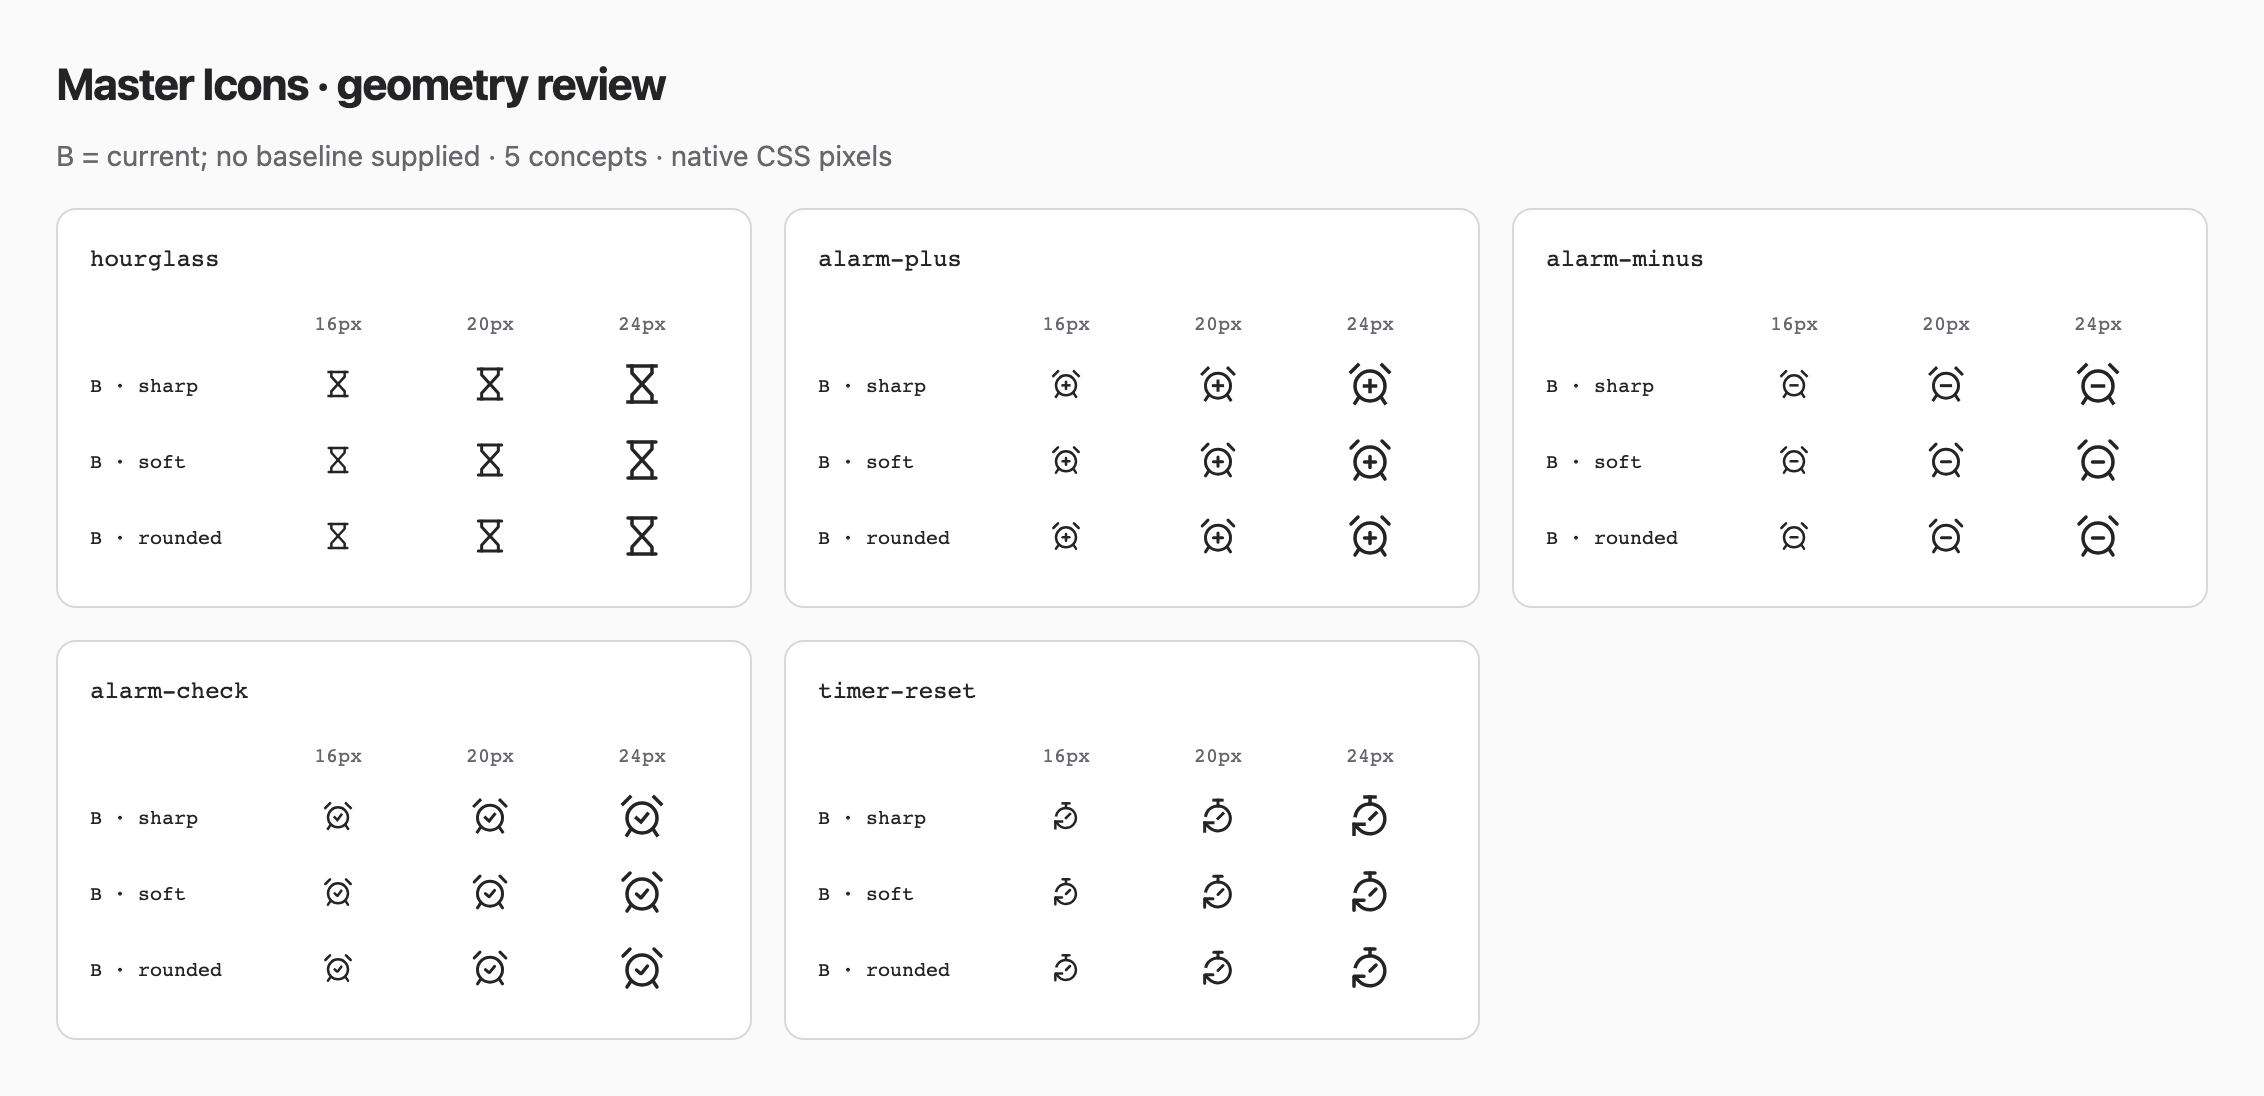 Master Icons · geometry review
B = current; no baseline supplied · 5 concepts · native CSS pixels
hourglass
16px 20px 24px
B · sharp
B · soft
B · rounded
alarm-plus
16px 20px 24px
B · sharp
B · soft
B · rounded
alarm-minus
16px 20px 24px
B · sharp
B · soft
B · rounded
alarm-check
16px 20px 24px
B · sharp
B · soft
B · rounded
timer-reset
16px 20px 24px
B · sharp
B · soft
B · rounded